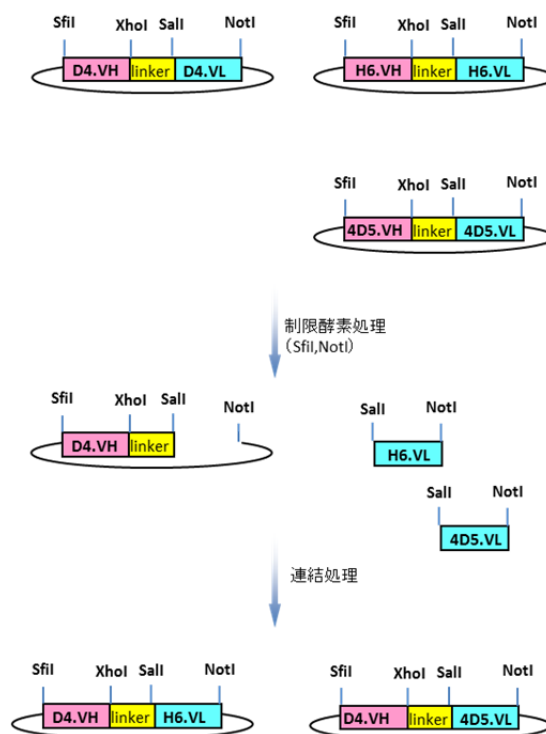 SfiI XhoI SalI NotI
D4.VH linker D4.VL
SfiI XhoI SalI NotI
H6.VH linker H6.VL
SfiI XhoI SalI NotI
4D5.VH linker 4D5.VL
制限酵素処理
(SfiI,NotI)
SfiI XhoI SalI NotI
D4.VH linker
SalI NotI
H6.VL
SalI NotI
4D5.VL
連結処理
SfiI XhoI SalI NotI
D4.VH linker H6.VL
SfiI XhoI SalI NotI
D4.VH linker 4D5.VL